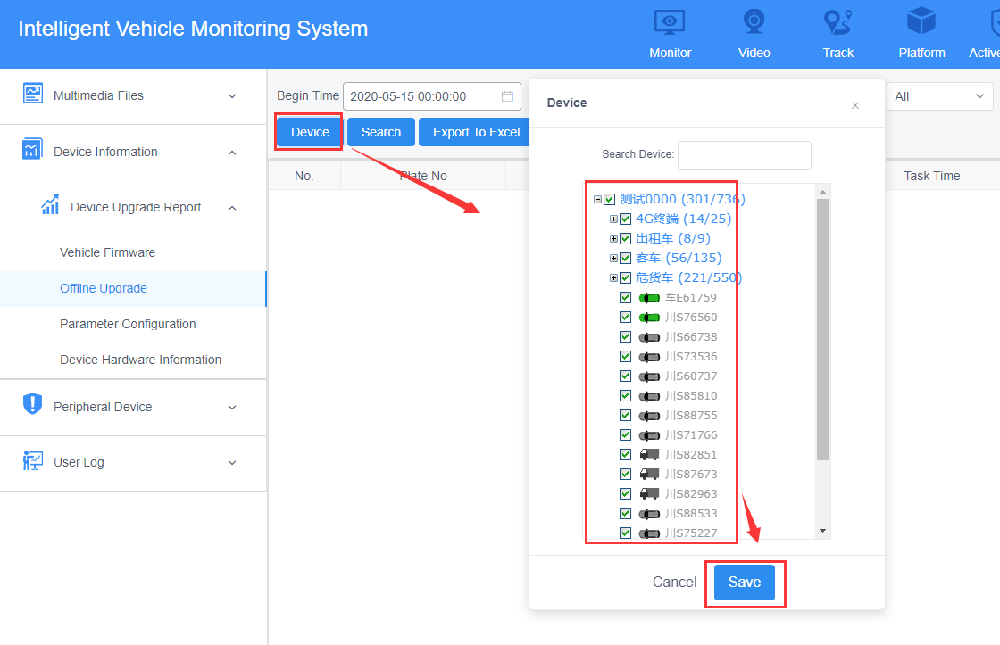 Intelligent Vehicle Monitoring System
Monitor
Video
Track
Platform
Multimedia Files
Device Information
Device Upgrade Report
Vehicle Firmware
Offline Upgrade
Parameter Configuration
Device Hardware Information
Peripheral Device
User Log
Begin Time 2020-05-15 00:00:00
All
Device Search Export To Excel
No. Plate No Task Time
Device
Search Device:
测试0000 (301/736)
4G终端 (14/25)
出租车 (8/9)
客车 (56/135)
危货车 (221/550)
车E61759
川S76560
川S66738
川S73536
川S60737
川S85810
川S88755
川S71766
川S82851
川S87673
川S82963
川S88533
川S75227
Cancel Save